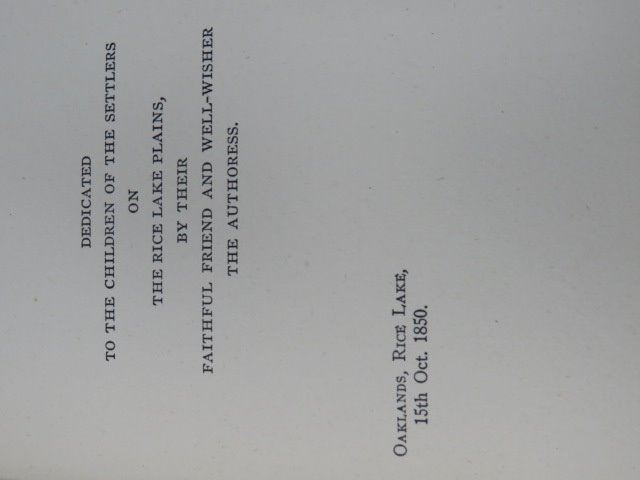 DEDICATED
TO THE CHILDREN OF THE SETTLERS
ON
THE RICE LAKE PLAINS,
BY THEIR
FAITHFUL FRIEND AND WELL-WISHER
THE AUTHORESS.
OAKLANDS, RICE LAKE,
15th Oct. 1850.